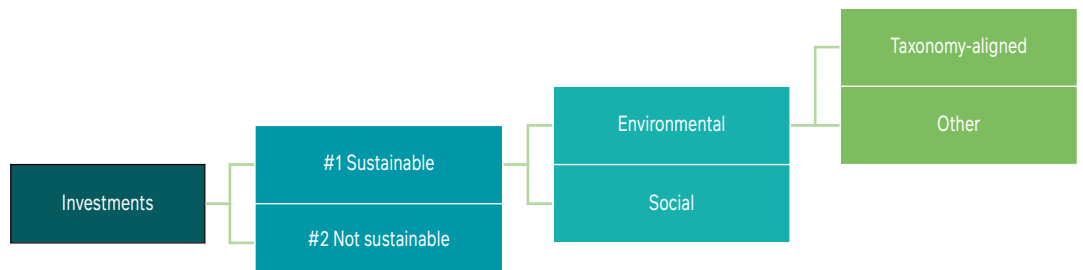 Investments
#1 Sustainable
#2 Not sustainable
Environmental
Social
Taxonomy-aligned
Other